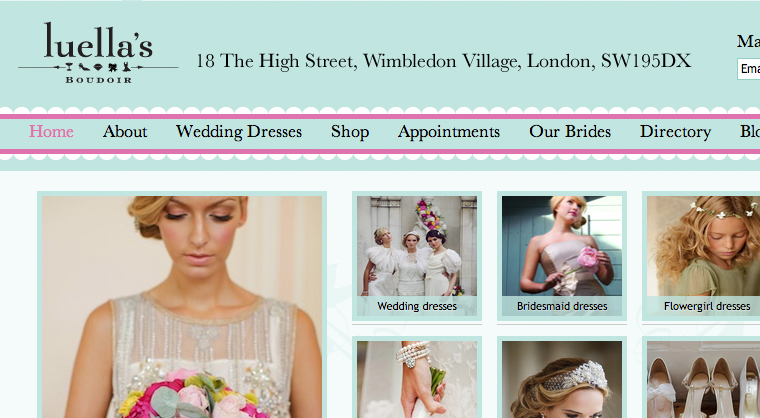 luella's
BOUDOIR
18 The High Street, Wimbledon Village, London, SW195DX
Ma
Ema
Home About Wedding Dresses Shop Appointments Our Brides Directory Blo
Wedding dresses
Bridesmaid dresses
Flowergirl dresses